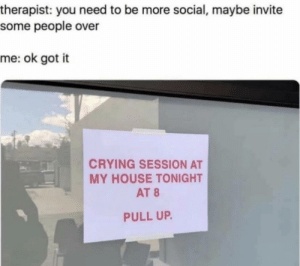 therapist: you need to be more social, maybe invite
some people over
me: ok got it
CRYING SESSION AT
MY HOUSE TONIGHT
AT 8
PULL UP.